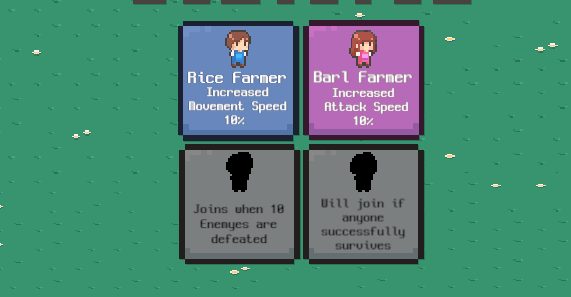 Rice Farmer
Increased
Movement Speed
10%
Barl Farmer
Increased
Attack Speed
10%
Joins when 10
Enemyes are
defeated
Will join if
anyone
successfully
survives